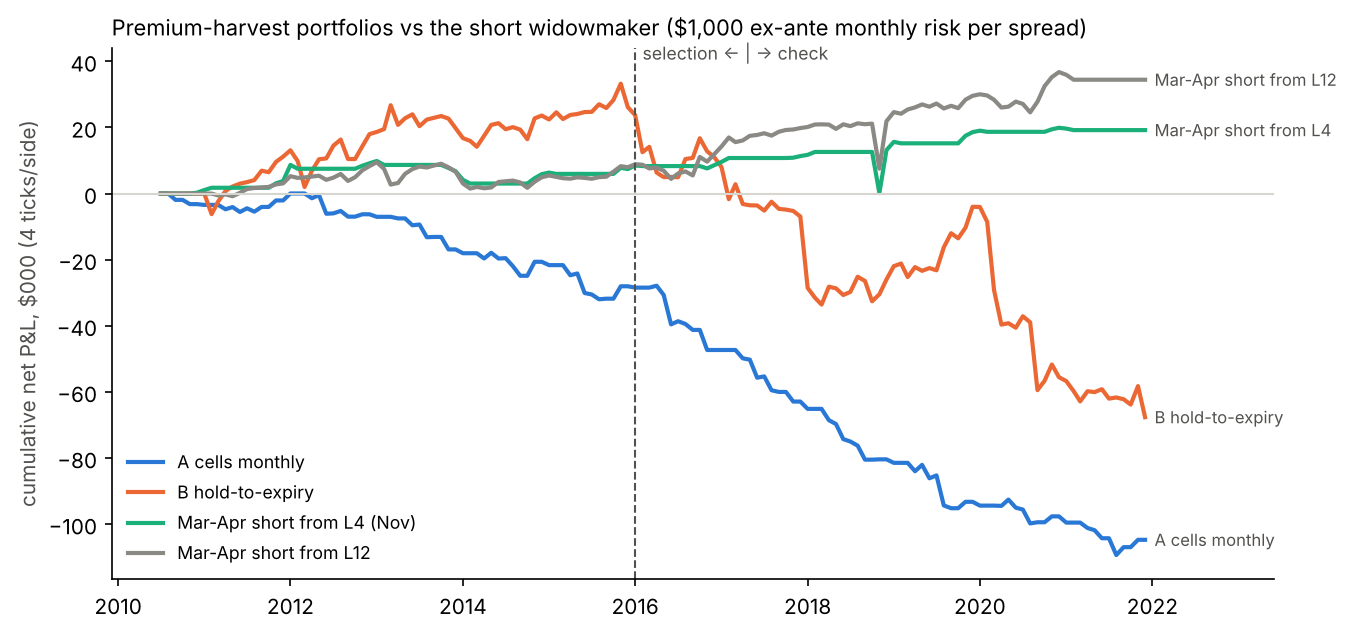 Premium-harvest portfolios vs the short widowmaker ($1,000 ex-ante monthly risk per spread)
selection ← | → check
cumulative net P&L, $000 (4 ticks/side)
40
20
0
−20
−40
−60
−80
−100
Mar-Apr short from L12
Mar-Apr short from L4
B hold-to-expiry
A cells monthly
A cells monthly
B hold-to-expiry
Mar-Apr short from L4 (Nov)
Mar-Apr short from L12
2010 2012 2014 2016 2018 2020 2022